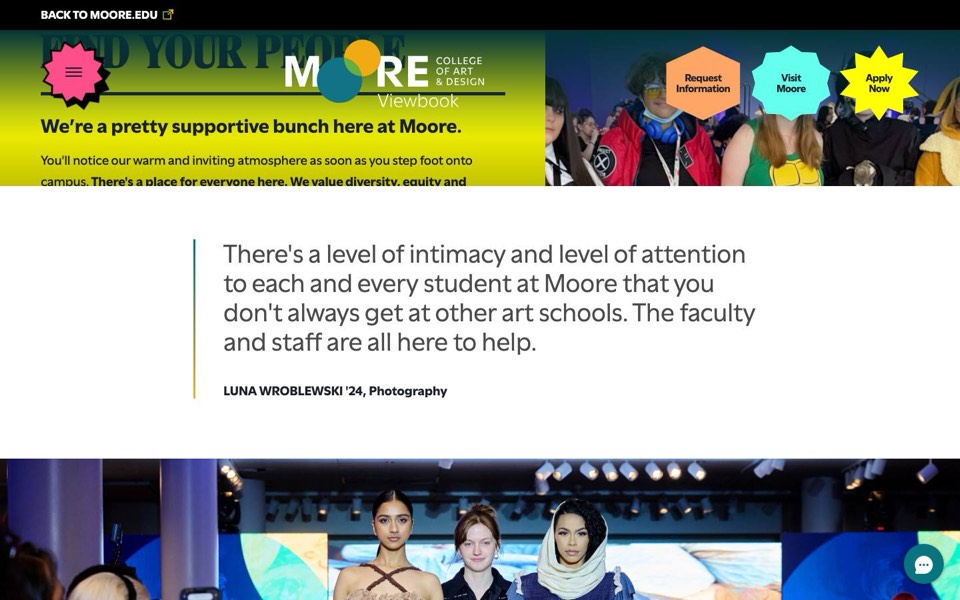 BACK TO MOORE.EDU
FIND YOUR PEOPLE
MOORE
COLLEGE
OF ART
& DESIGN
Viewbook
Request
Information
Visit
Moore
Apply
Now
We're a pretty supportive bunch here at Moore.
You'll notice our warm and inviting atmosphere as soon as you step foot onto
campus. There's a place for everyone here. We value diversity, equity and
There's a level of intimacy and level of attention
to each and every student at Moore that you
don't always get at other art schools. The faculty
and staff are all here to help.
LUNA WROBLEWSKI '24, Photography